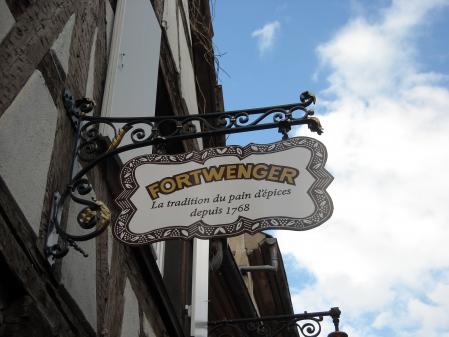 FORTWENGER
La tradition du pain d'épices
depuis 1768